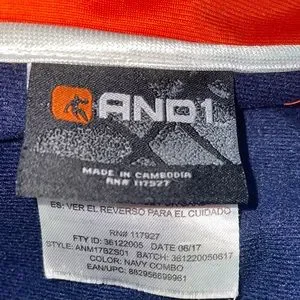 AND1
MADE IN CAMBODIA
RN# 117927
ES: VER EL REVERSO PARA EL CUIDADO
RN# 117927
FTY ID: 36122005 DATE: 06/17
STYLE: ANM17BZS01 BATCH: 361220050617
COLOR: NAVY COMBO
EAN/UPC: 882956699961